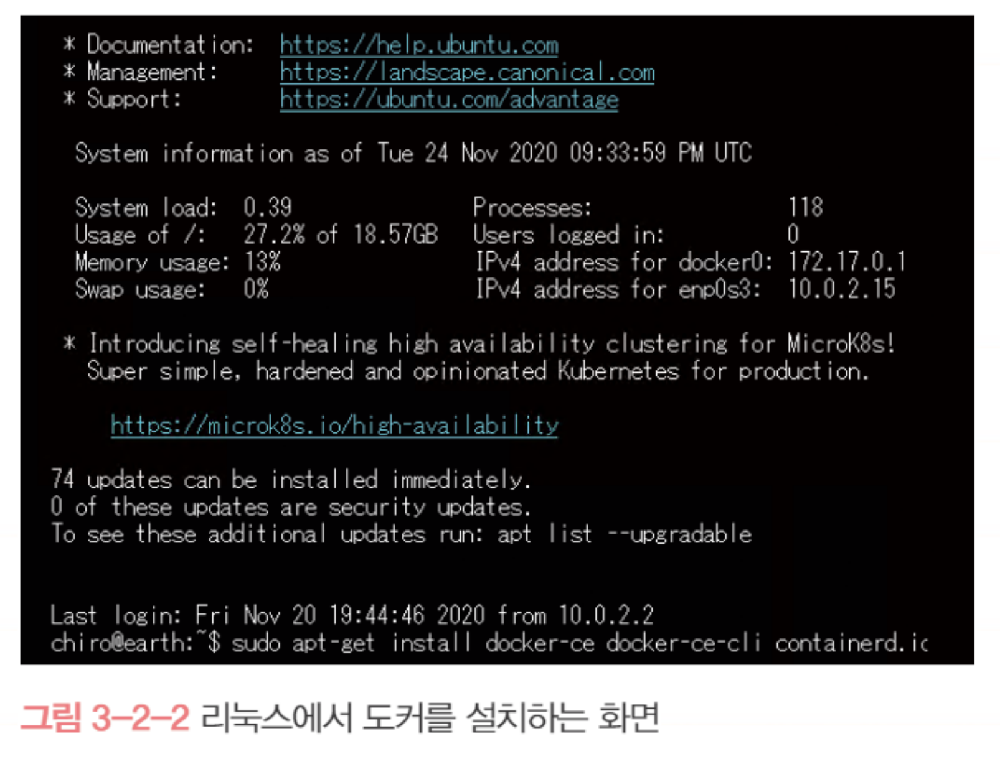 * Documentation: https://help.ubuntu.com
* Management: https://landscape.canonical.com
* Support: https://ubuntu.com/advantage
System information as of Tue 24 Nov 2020 09:33:59 PM UTC
System load: 0.39 Processes: 118
Usage of /: 27.2% of 18.57GB Users logged in: 0
Memory usage: 13% IPv4 address for docker0: 172.17.0.1
Swap usage: 0% IPv4 address for enp0s3: 10.0.2.15
* Introducing self-healing high availability clustering for MicroK8s!
Super simple, hardened and opinionated Kubernetes for production.
https://microk8s.io/high-availability
74 updates can be installed immediately.
0 of these updates are security updates.
To see these additional updates run: apt list --upgradable
Last login: Fri Nov 20 19:44:46 2020 from 10.0.2.2
chiro@earth:~$ sudo apt-get install docker-ce docker-ce-cli containerd.io
그림 3-2-2 리눅스에서 도커를 설치하는 화면